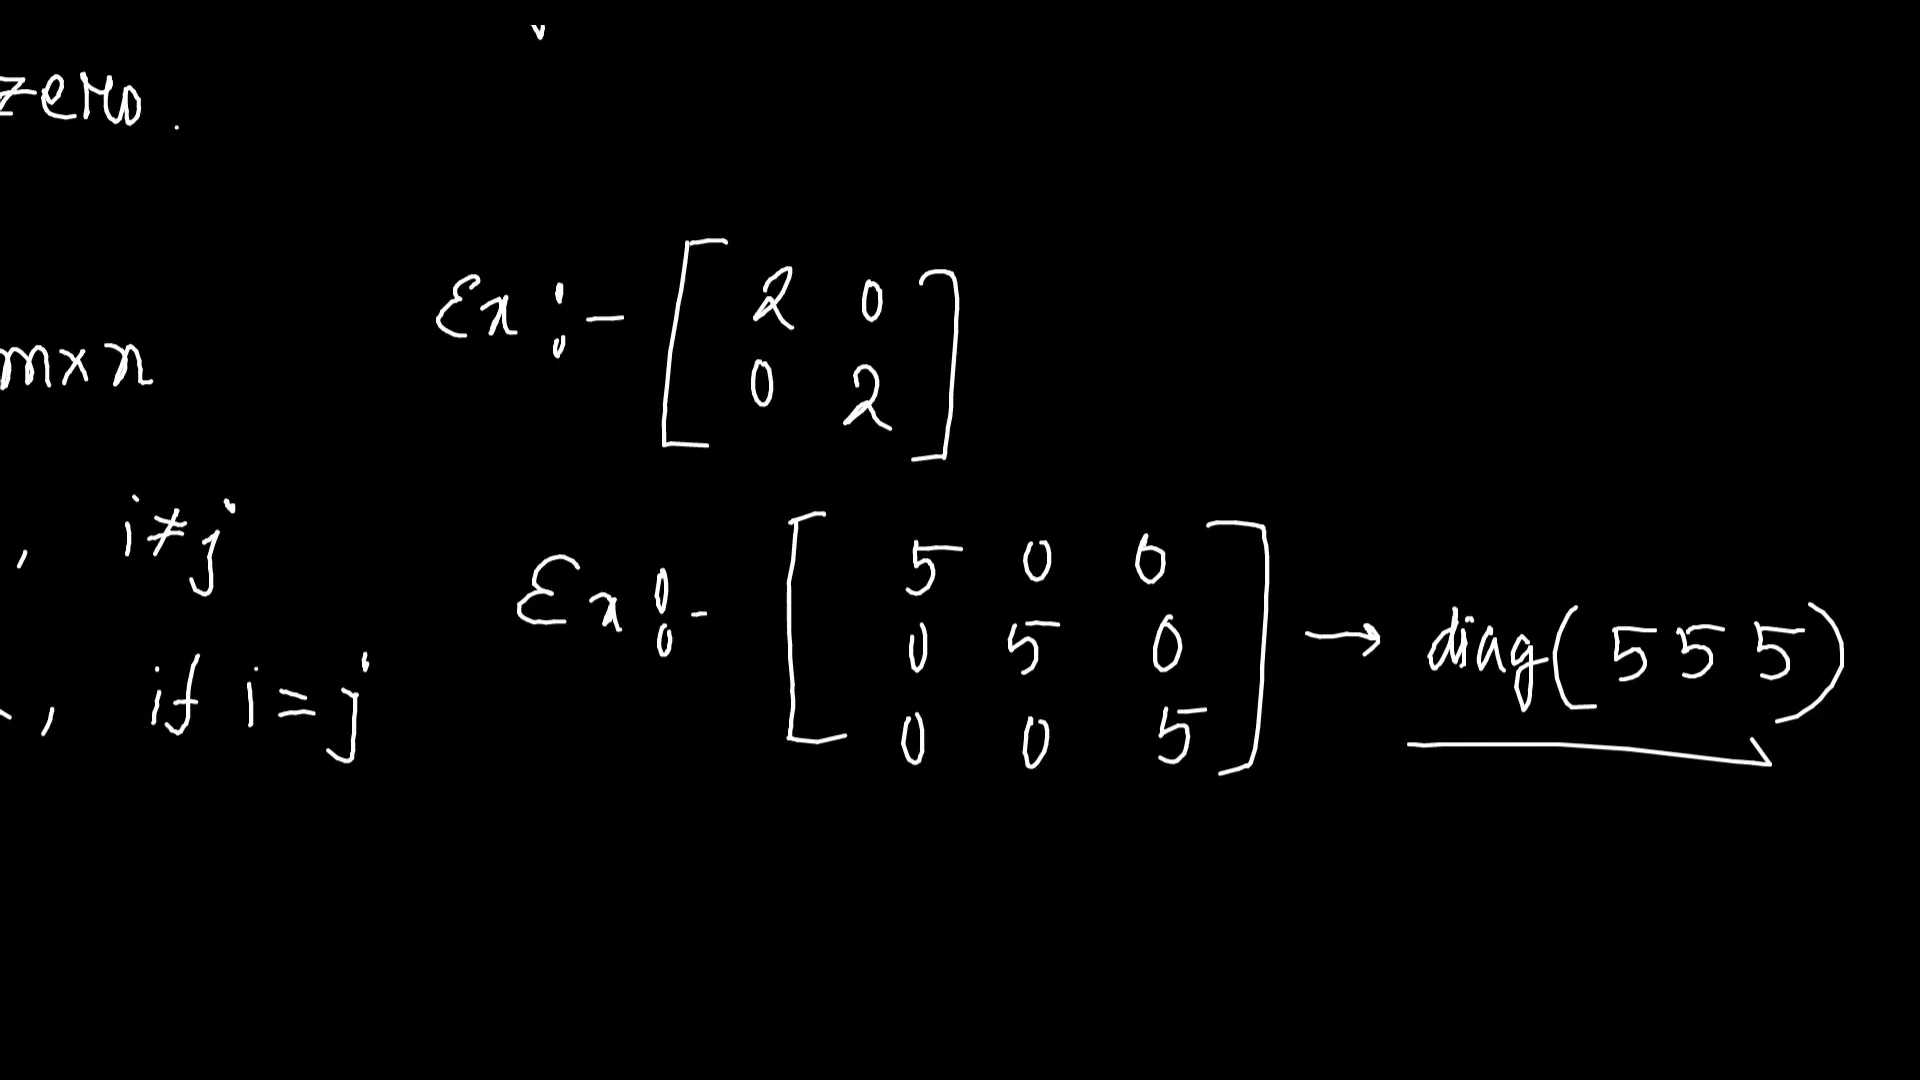 zero.
Ex :- [ 2 0
m×n
0 2 ]
, i≠j
Ex :- [ 5 0 0
0 5 0 ] → diag( 5 5 5 )
, if i=j
0 0 5